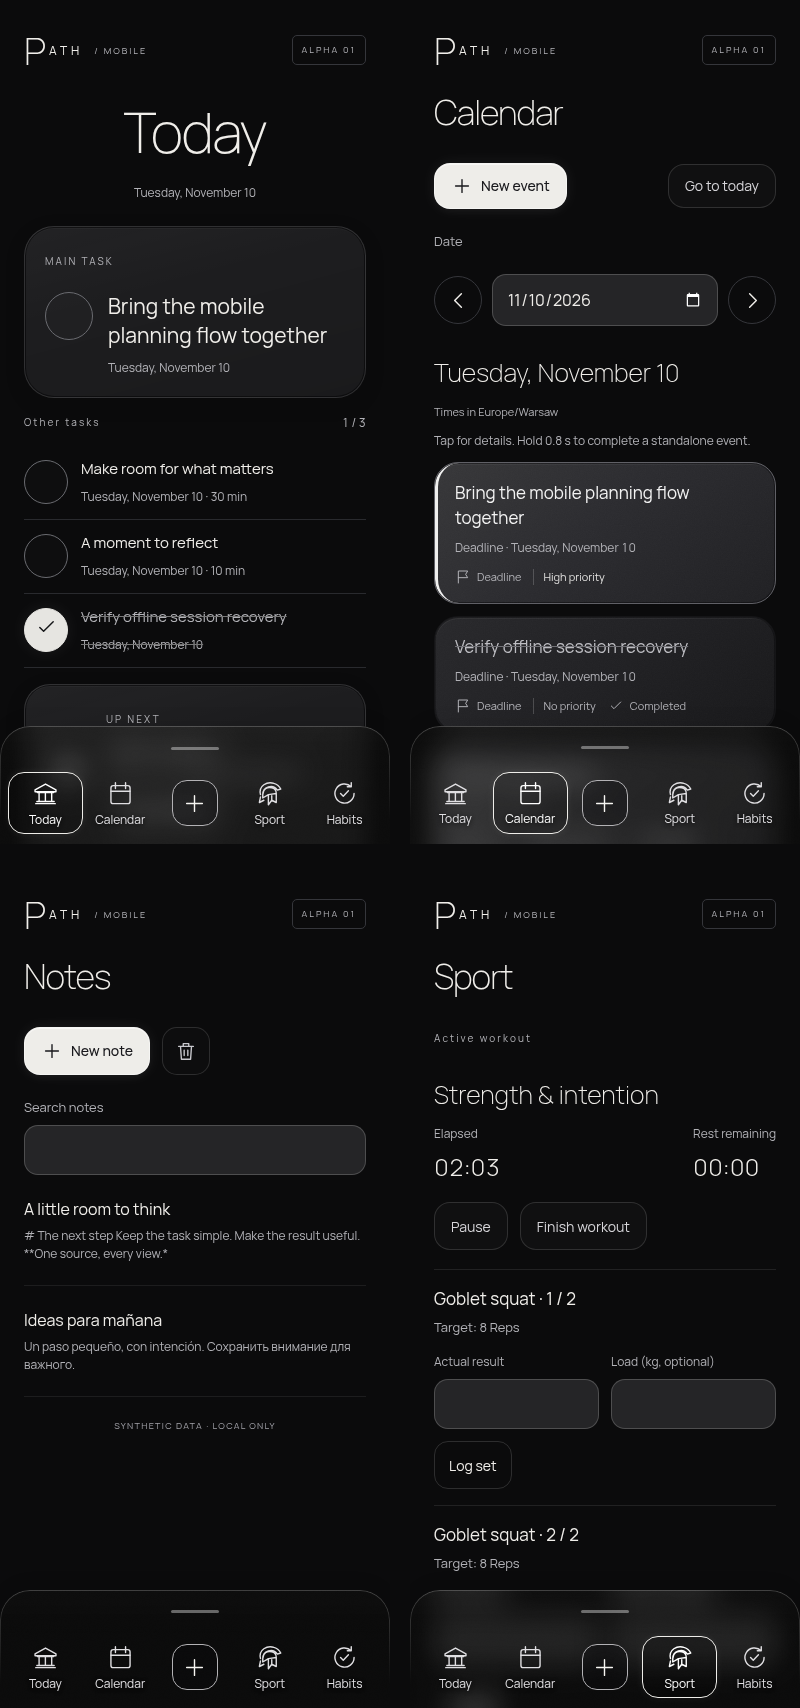 PATH / MOBILE ALPHA 01
Today
Tuesday, November 10
MAIN TASK
Bring the mobile
planning flow together
Tuesday, November 10
Other tasks 1 / 3
Make room for what matters
Tuesday, November 10 · 30 min
A moment to reflect
Tuesday, November 10 · 10 min
Verify offline session recovery
Tuesday, November 10
UP NEXT
Today Calendar Sport Habits
PATH / MOBILE ALPHA 01
Calendar
New event Go to today
Date
11/10/2026
Tuesday, November 10
Times in Europe/Warsaw
Tap for details. Hold 0.8 s to complete a standalone event.
Bring the mobile planning flow
together
Deadline · Tuesday, November 10
Deadline High priority
Verify offline session recovery
Deadline · Tuesday, November 10
Deadline No priority Completed
Today Calendar Sport Habits
PATH / MOBILE ALPHA 01
Notes
New note
Search notes
A little room to think
# The next step Keep the task simple. Make the result useful.
**One source, every view.*
Ideas para mañana
Un paso pequeño, con intención. Сохранить внимание для
важного.
SYNTHETIC DATA · LOCAL ONLY
Today Calendar Sport Habits
PATH / MOBILE ALPHA 01
Sport
Active workout
Strength & intention
Elapsed Rest remaining
02:03 00:00
Pause Finish workout
Goblet squat · 1 / 2
Target: 8 Reps
Actual result Load (kg, optional)
Log set
Goblet squat · 2 / 2
Target: 8 Reps
Today Calendar Sport Habits